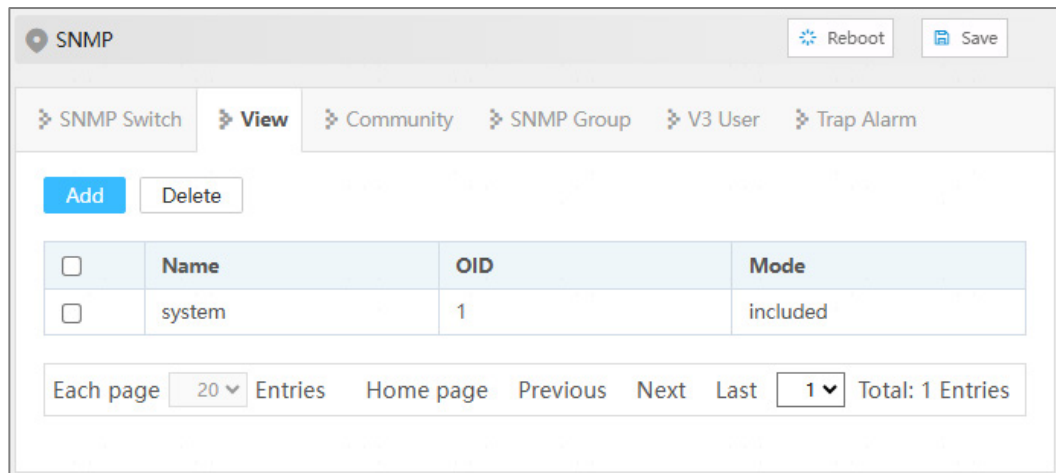 SNMP Reboot Save
SNMP Switch View Community SNMP Group V3 User Trap Alarm
Add Delete
Name OID Mode
system 1 included
Each page 20 Entries Home page Previous Next Last 1 Total: 1 Entries